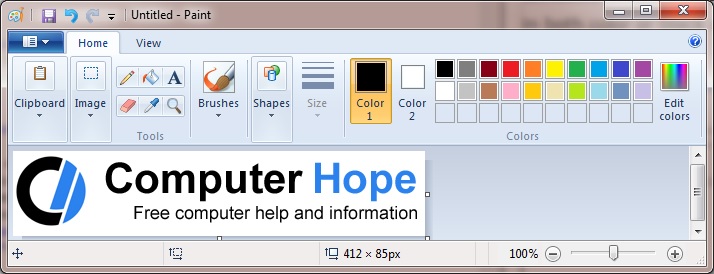 Untitled - Paint
Home View
Clipboard
Image
A
Tools
Brushes
Shapes
Size
Color 1
Color 2
Edit colors
Colors
Computer Hope
Free computer help and information
412 × 85px
100%